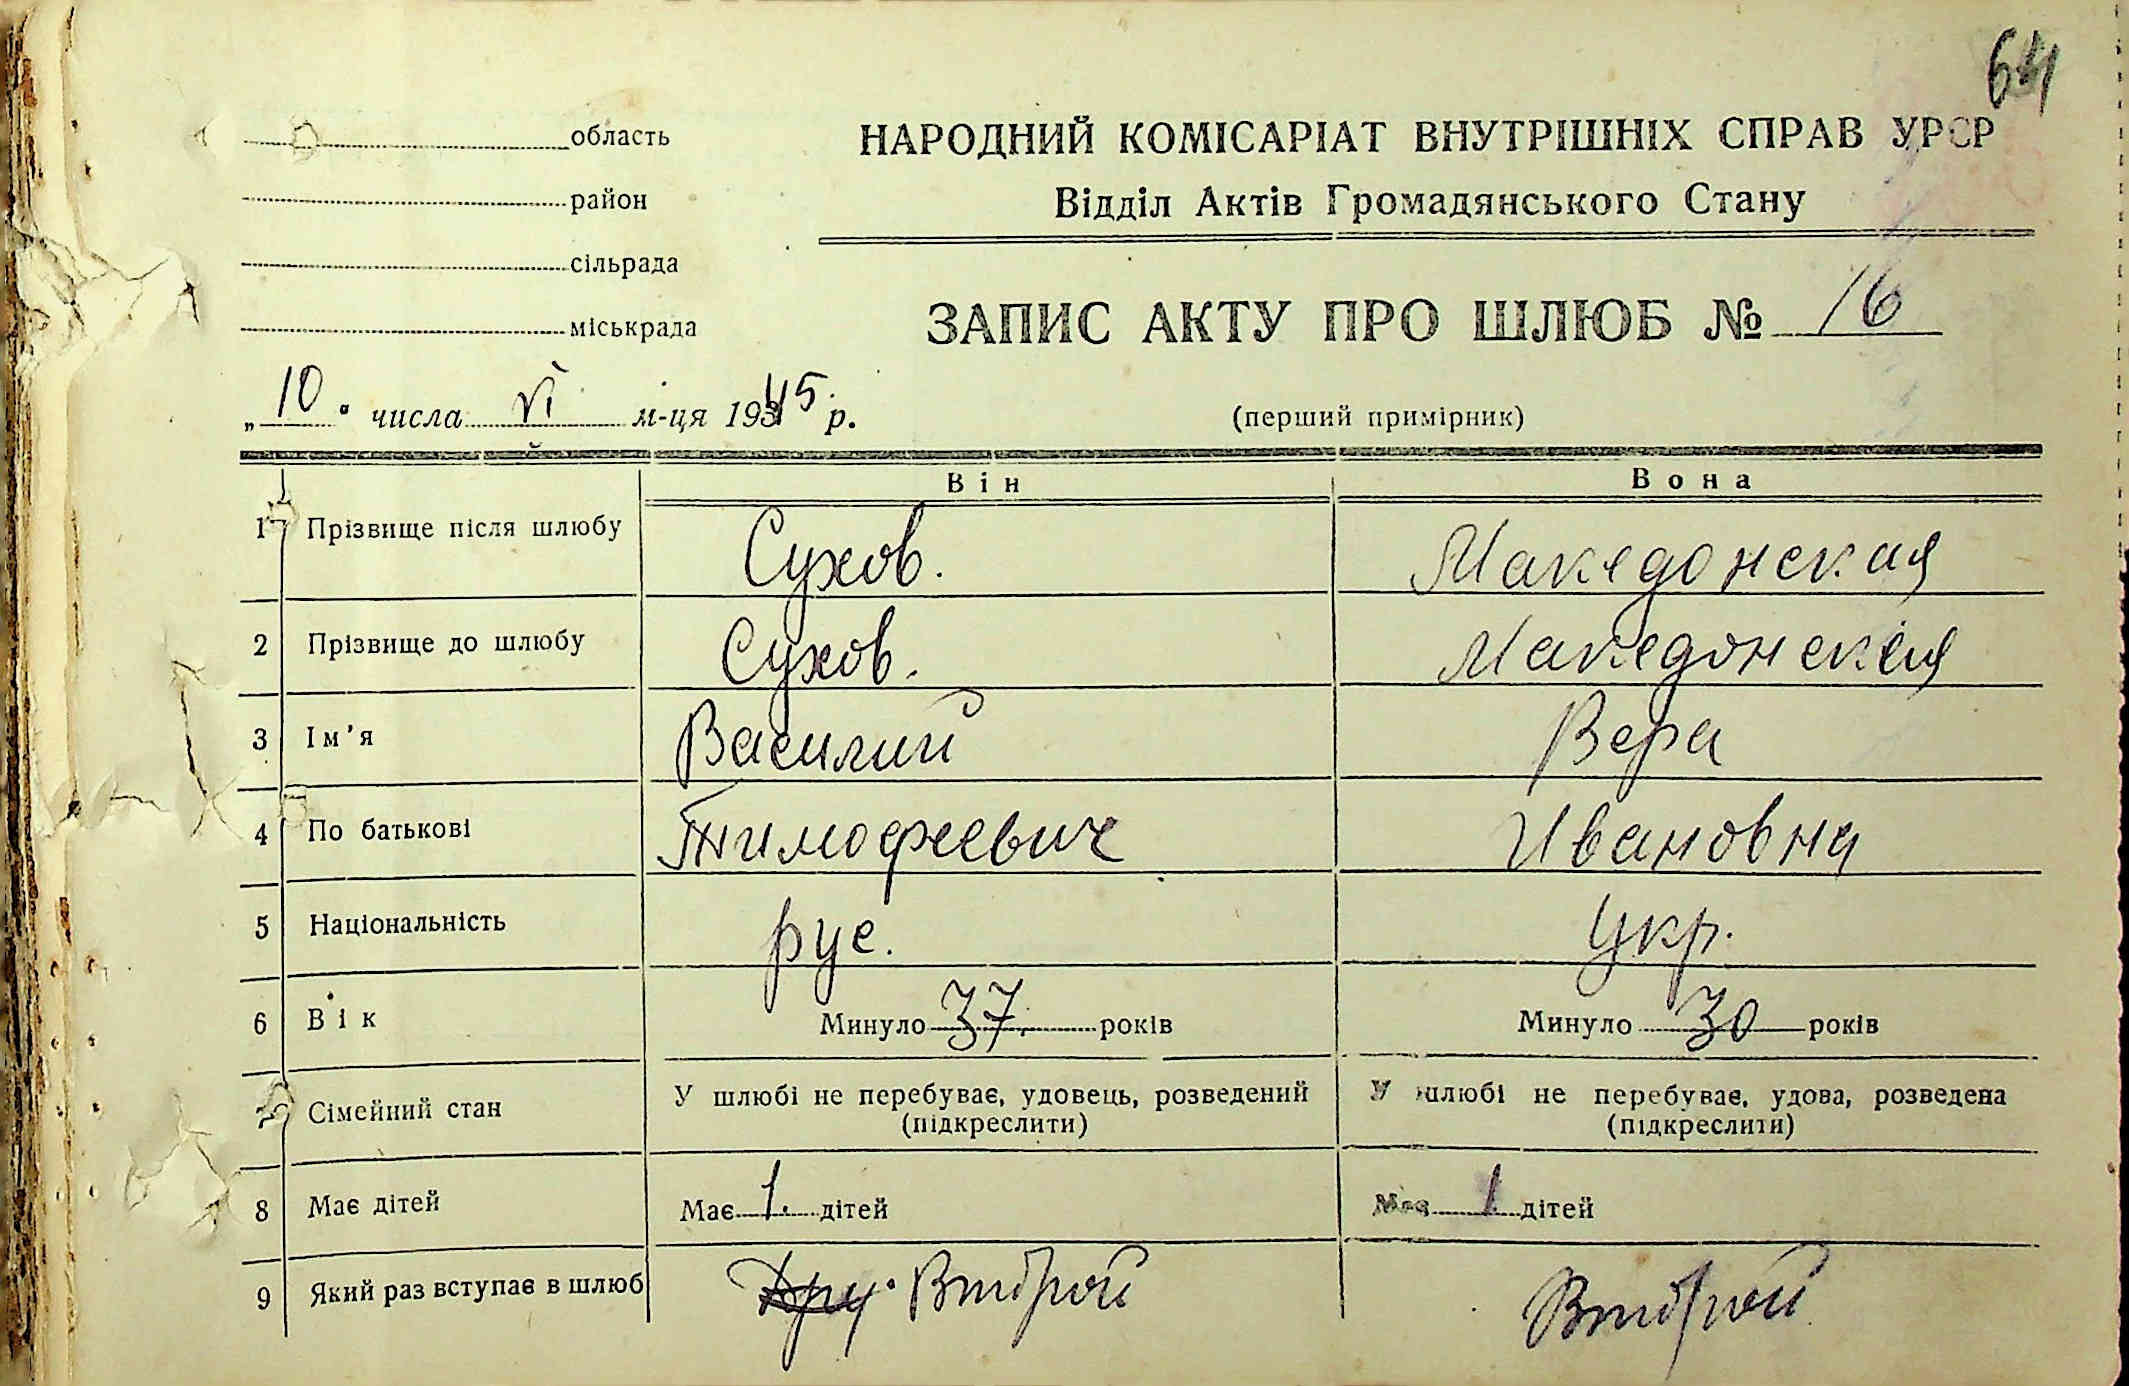 64
область
район
сільрада
міськрада
НАРОДНИЙ КОМІСАРІАТ ВНУТРІШНІХ СПРАВ УРСР
Відділ Актів Громадянського Стану
ЗАПИС АКТУ ПРО ШЛЮБ № 16
„10" числа VI м-ця 1945 р.
(перший примірник)
Він Вона
1 Прізвище після шлюбу Сухов. Македонская
2 Прізвище до шлюбу Сухов. Македонская
3 Ім'я Василий Вера
4 По батькові Тимофеевич Ивановна
5 Національність рус. Укр.
6 Вік Минуло 37 років Минуло 30 років
7 Сімейний стан У шлюбі не перебуває, удовець, розведений У шлюбі не перебуває, удова, розведена
(підкреслити) (підкреслити)
8 Має дітей Має 1. дітей Має 1 дітей
9 Який раз вступає в шлюб Дру. Второй Второй